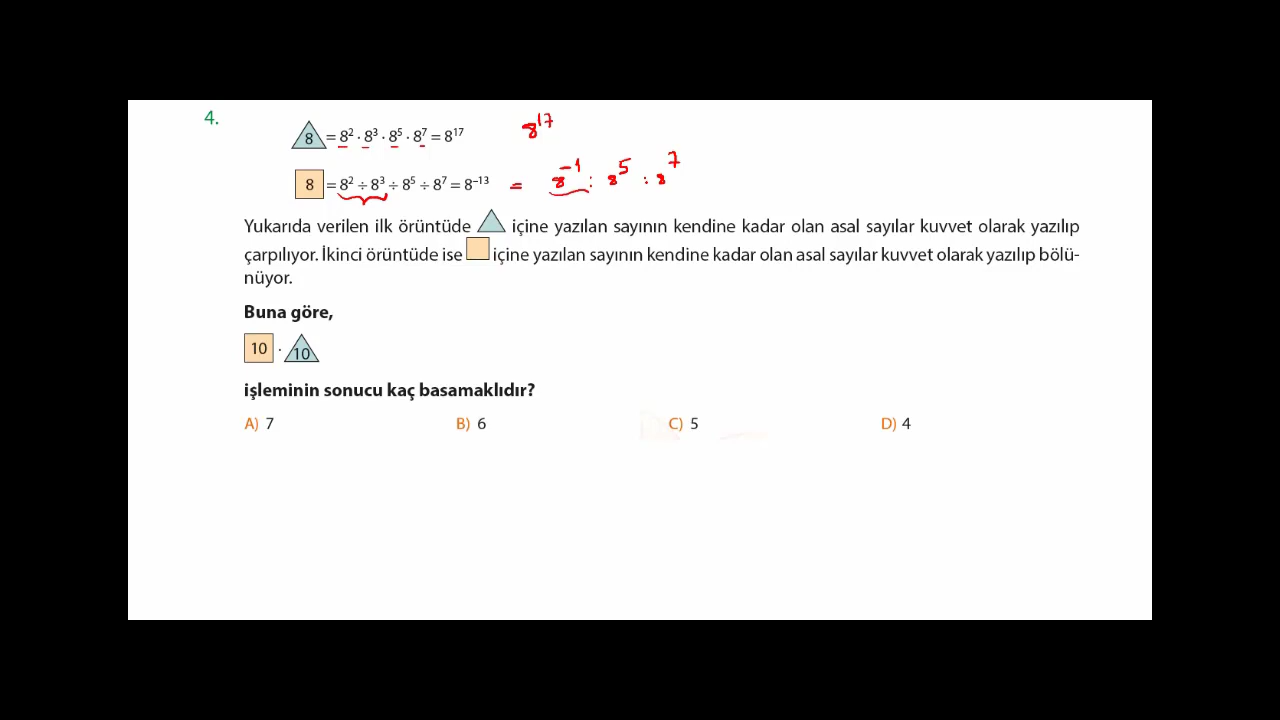 4.
8 = 8² · 8³ · 8⁵ · 8⁷ = 8¹⁷ 8¹⁷
8 = 8² ÷ 8³ ÷ 8⁵ ÷ 8⁷ = 8⁻¹³ = 8⁻¹ : 8⁵ : 8⁷
Yukarıda verilen ilk örüntüde içine yazılan sayının kendine kadar olan asal sayılar kuvvet olarak yazılıp
çarpılıyor. İkinci örüntüde ise içine yazılan sayının kendine kadar olan asal sayılar kuvvet olarak yazılıp bölü-
nüyor.
Buna göre,
10 · 10
işleminin sonucu kaç basamaklıdır?
A) 7 B) 6 C) 5 D) 4